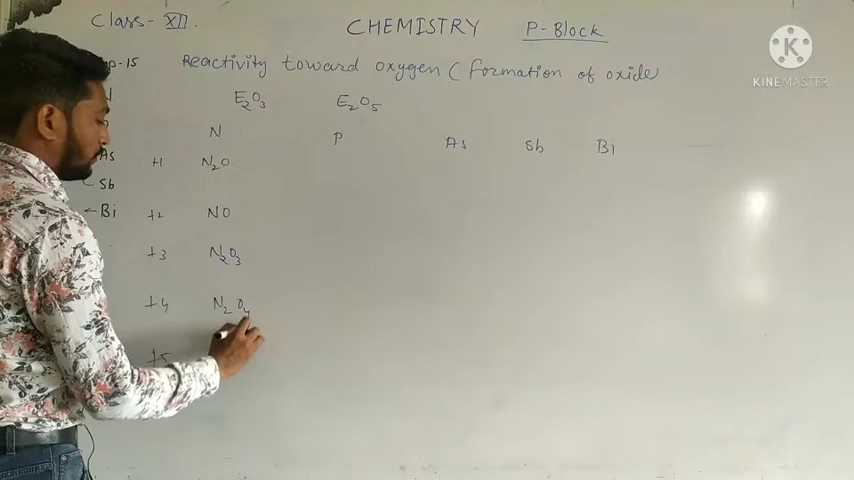 Class- XII. CHEMISTRY P-Block
p-15 Reactivity toward oxygen (formation of oxide
E2O3 E2O5
N P As Sb Bi
As +1 N2O
Sb
Bi +2 NO
+3 N2O3
+4 N2O4
+5
K
KINEMASTER